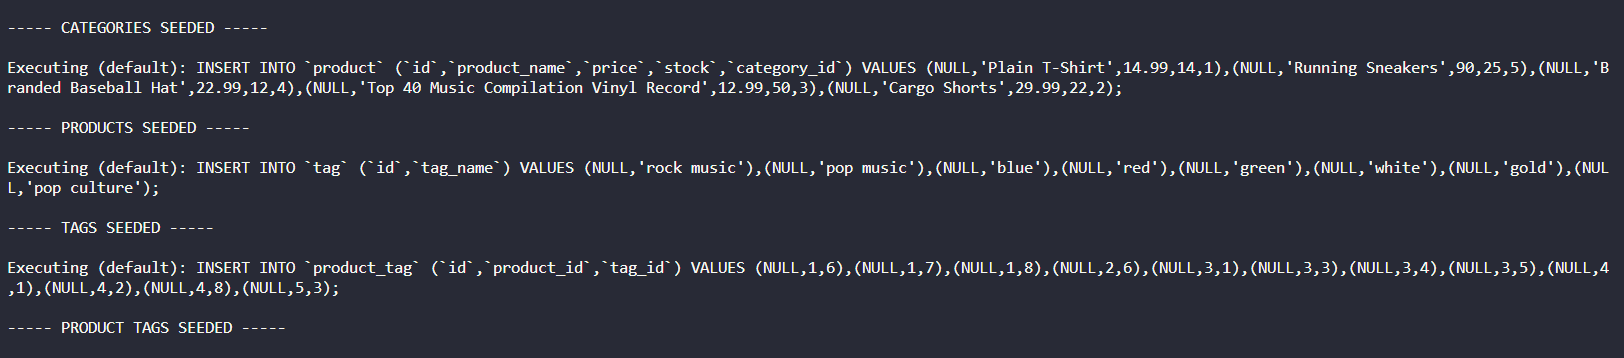 ----- CATEGORIES SEEDED -----
Executing (default): INSERT INTO `product` (`id`,`product_name`,`price`,`stock`,`category_id`) VALUES (NULL,'Plain T-Shirt',14.99,14,1),(NULL,'Running Sneakers',90,25,5),(NULL,'B
randed Baseball Hat',22.99,12,4),(NULL,'Top 40 Music Compilation Vinyl Record',12.99,50,3),(NULL,'Cargo Shorts',29.99,22,2);
----- PRODUCTS SEEDED -----
Executing (default): INSERT INTO `tag` (`id`,`tag_name`) VALUES (NULL,'rock music'),(NULL,'pop music'),(NULL,'blue'),(NULL,'red'),(NULL,'green'),(NULL,'white'),(NULL,'gold'),(NUL
L,'pop culture');
----- TAGS SEEDED -----
Executing (default): INSERT INTO `product_tag` (`id`,`product_id`,`tag_id`) VALUES (NULL,1,6),(NULL,1,7),(NULL,1,8),(NULL,2,6),(NULL,3,1),(NULL,3,3),(NULL,3,4),(NULL,3,5),(NULL,4
,1),(NULL,4,2),(NULL,4,8),(NULL,5,3);
----- PRODUCT TAGS SEEDED -----